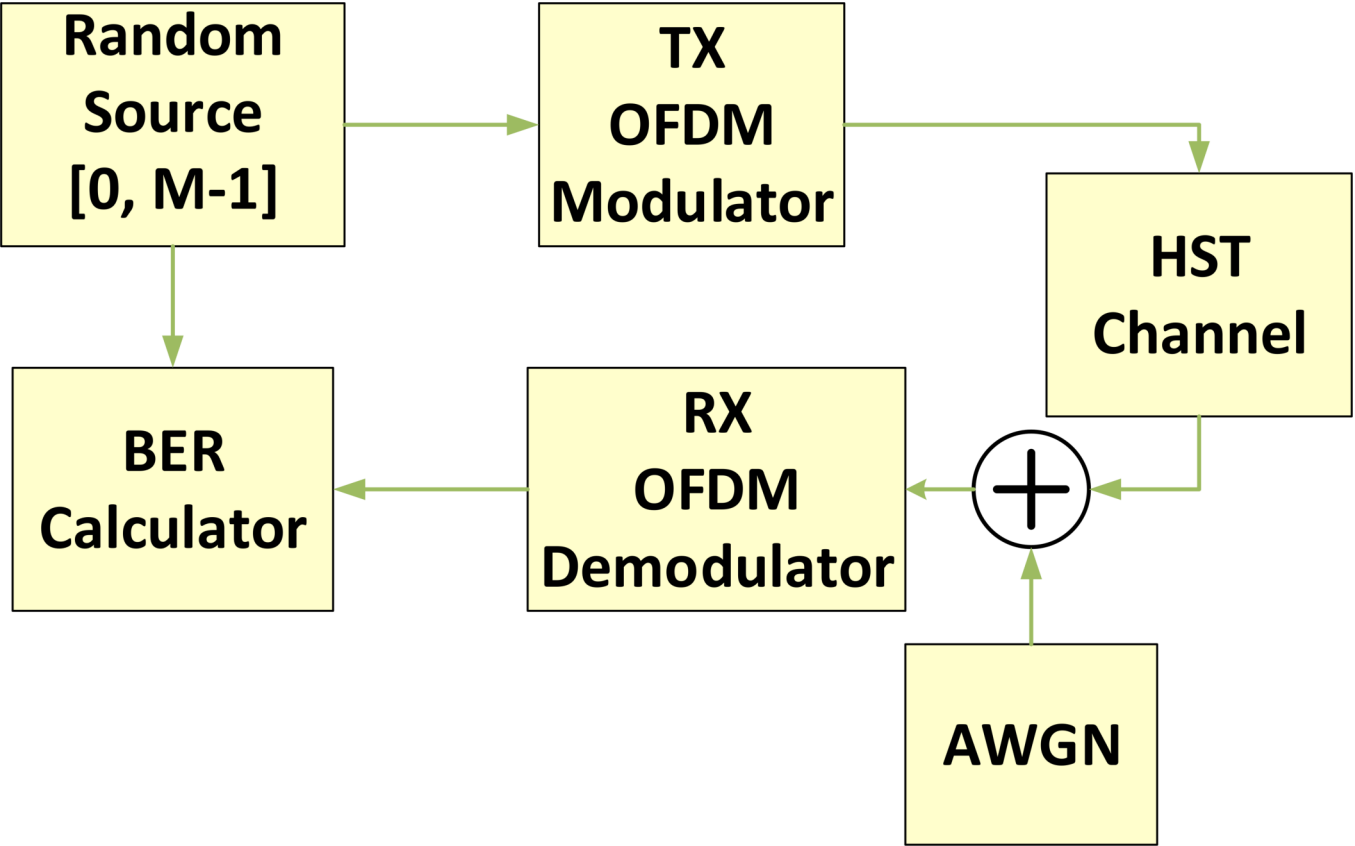 Random
Source
[0, M-1]
TX
OFDM
Modulator
HST
Channel
BER
Calculator
RX
OFDM
Demodulator
AWGN